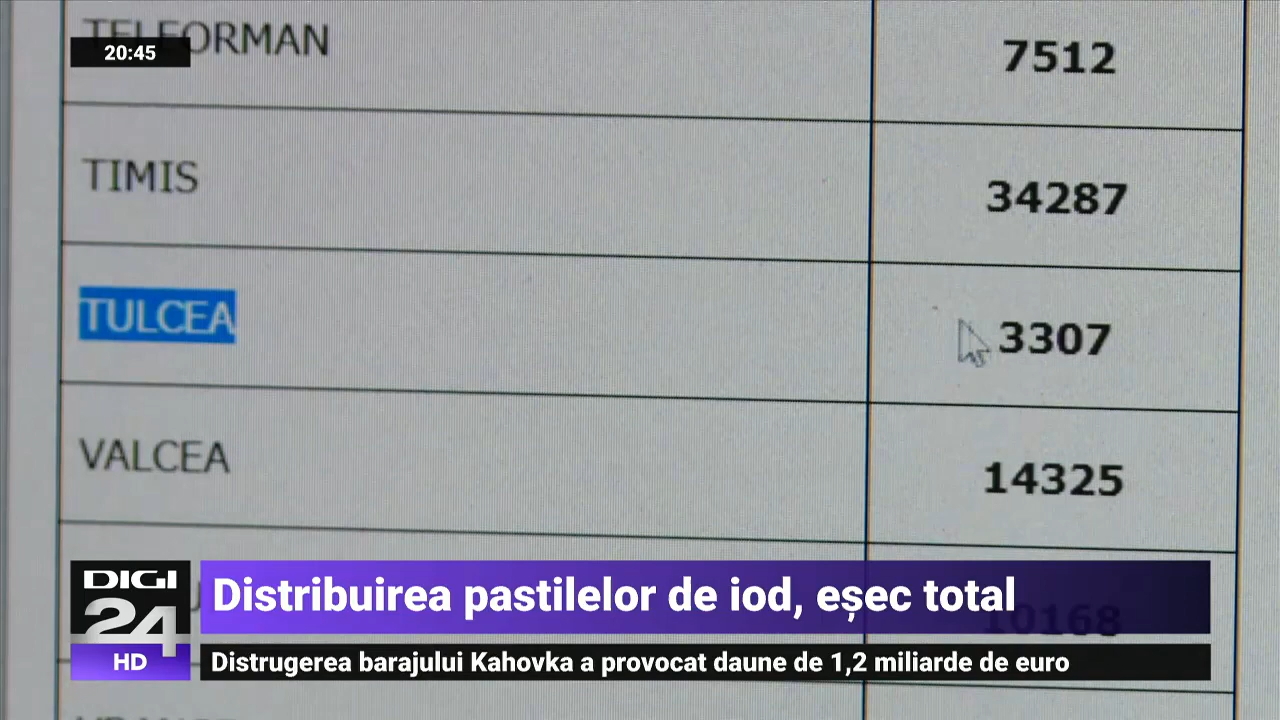 TELEORMAN 7512
20:45
TIMIS 34287
TULCEA 3307
VALCEA 14325
10168
DIGI
24
HD
Distribuirea pastilelor de iod, eșec total
Distrugerea barajului Kahovka a provocat daune de 1,2 miliarde de euro